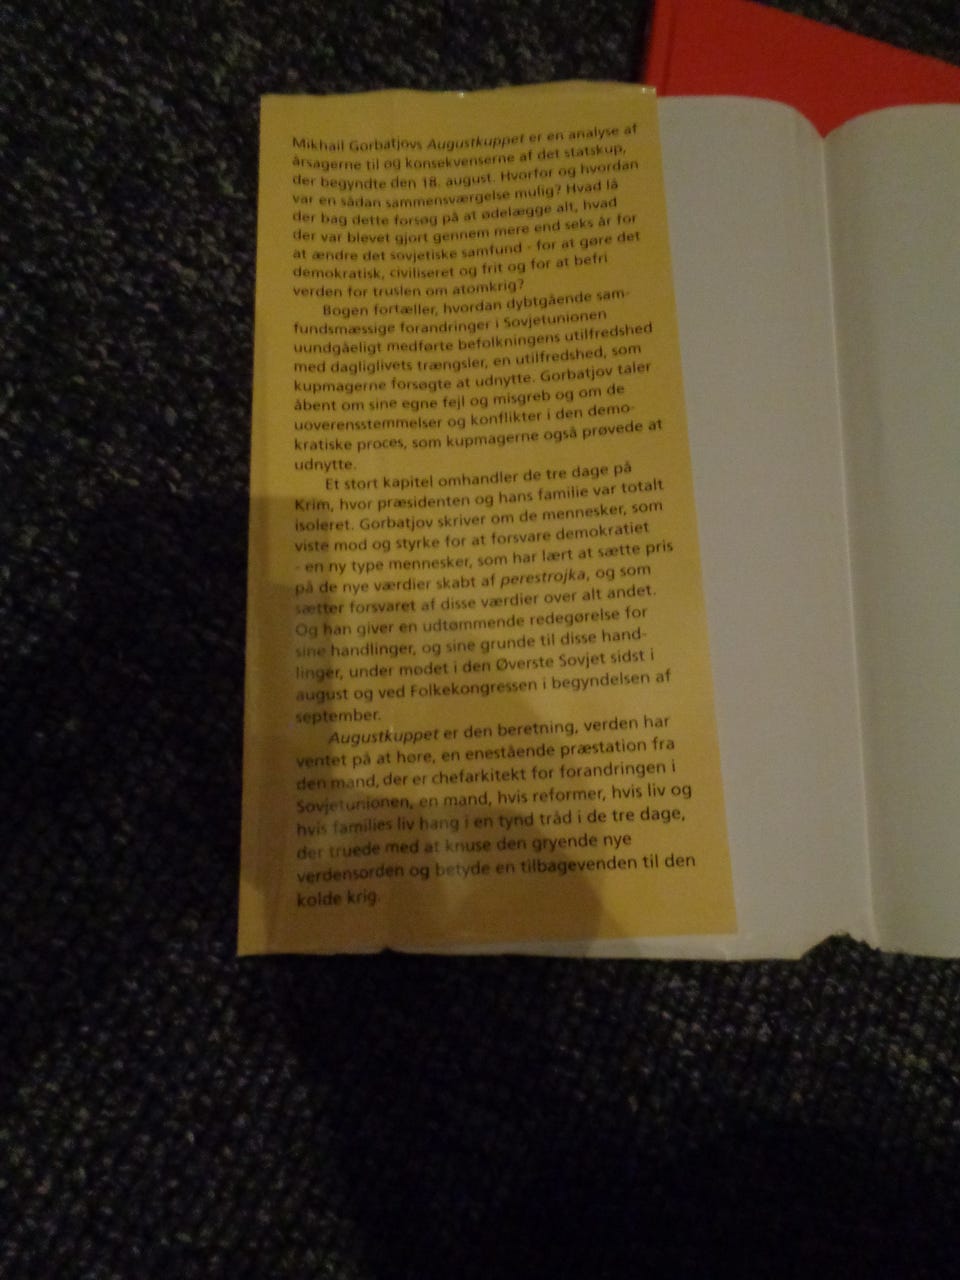 Mikhail Gorbatjovs Augustkuppet er en analyse af
årsagerne til og konsekvenserne af det statskup,
der begyndte den 18. august. Hvorfor og hvordan
var en sådan sammensværgelse mulig? Hvad lå
der bag dette forsøg på at ødelægge alt, hvad
der var blevet gjort gennem mere end seks år for
at ændre det sovjetiske samfund - for at gøre det
demokratisk, civiliseret og frit og for at befri
verden for truslen om atomkrig?
Bogen fortæller, hvordan dybtgående sam-
fundsmæssige forandringer i Sovjetunionen
uundgåeligt medførte befolkningens utilfredshed
med dagliglivets trængsler, en utilfredshed, som
kupmagerne forsøgte at udnytte. Gorbatjov taler
åbent om sine egne fejl og misgreb og om de
uoverensstemmelser og konflikter i den demo-
kratiske proces, som kupmagerne også prøvede at
udnytte.
Et stort kapitel omhandler de tre dage på
Krim, hvor præsidenten og hans familie var totalt
isoleret. Gorbatjov skriver om de mennesker, som
viste mod og styrke for at forsvare demokratiet
- en ny type mennesker, som har lært at sætte pris
på de nye værdier skabt af perestrojka, og som
sætter forsvaret af disse værdier over alt andet.
Og han giver en udtømmende redegørelse for
sine handlinger, og sine grunde til disse hand-
linger, under mødet i den Øverste Sovjet sidst i
august og ved Folkekongressen i begyndelsen af
september.
Augustkuppet er den beretning, verden har
ventet på at høre, en enestående præstation fra
den mand, der er chefarkitekt for forandringen i
Sovjetunionen, en mand, hvis reformer, hvis liv og
hvis families liv hang i en tynd tråd i de tre dage,
der truede med at knuse den gryende nye
verdensorden og betyde en tilbagevenden til den
kolde krig.